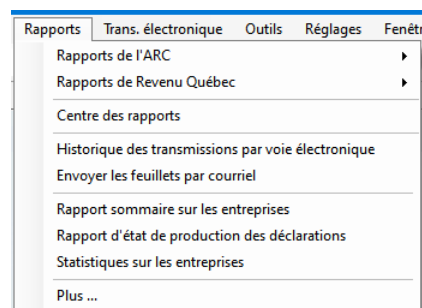 Rapports Trans. électronique Outils Réglages Fenêt
Rapports de l'ARC
Rapports de Revenu Québec
Centre des rapports
Historique des transmissions par voie électronique
Envoyer les feuillets par courriel
Rapport sommaire sur les entreprises
Rapport d'état de production des déclarations
Statistiques sur les entreprises
Plus ...